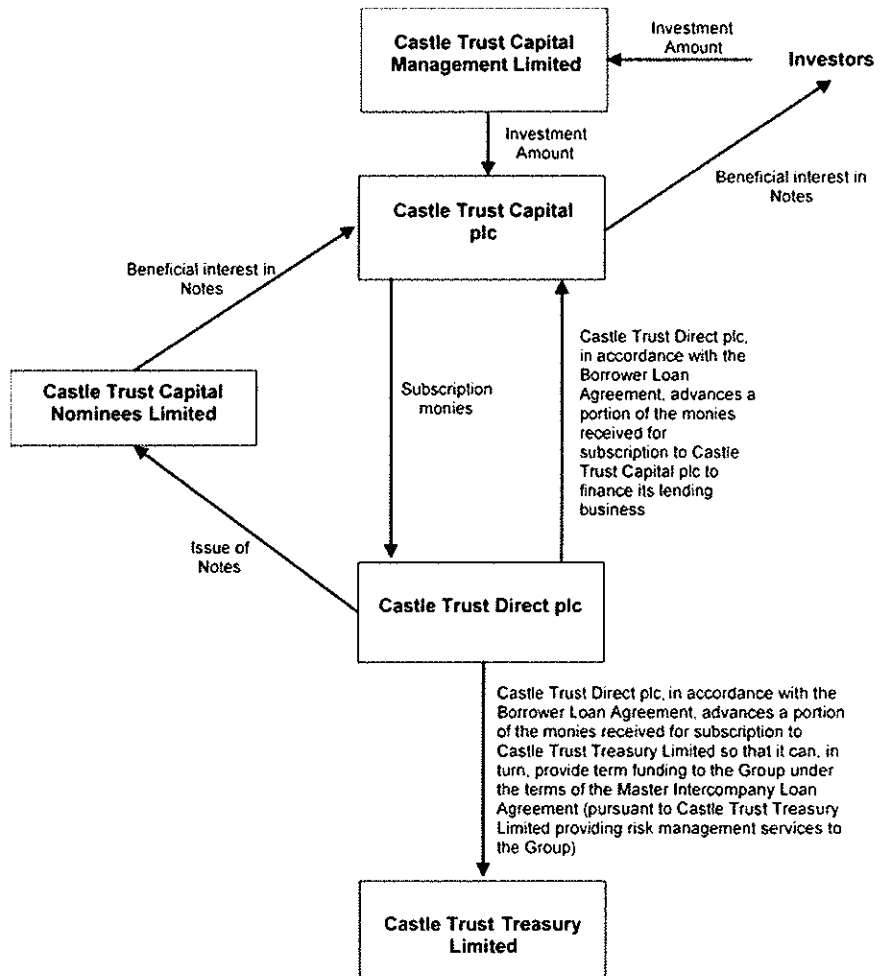 Castle Trust Capital
Management Limited
Investment
Amount
Investors
Investment
Amount
Castle Trust Capital
plc
Beneficial interest in
Notes
Beneficial interest in
Notes
Castle Trust Capital
Nominees Limited
Subscription
monies
Castle Trust Direct plc,
in accordance with the
Borrower Loan
Agreement, advances a
portion of the monies
received for
subscription to Castle
Trust Capital plc to
finance its lending
business
Issue of
Notes
Castle Trust Direct plc
Castle Trust Direct plc, in accordance with the
Borrower Loan Agreement, advances a portion
of the monies received for subscription to
Castle Trust Treasury Limited so that it can, in
turn, provide term funding to the Group under
the terms of the Master Intercompany Loan
Agreement (pursuant to Castle Trust Treasury
Limited providing risk management services to
the Group)
Castle Trust Treasury
Limited